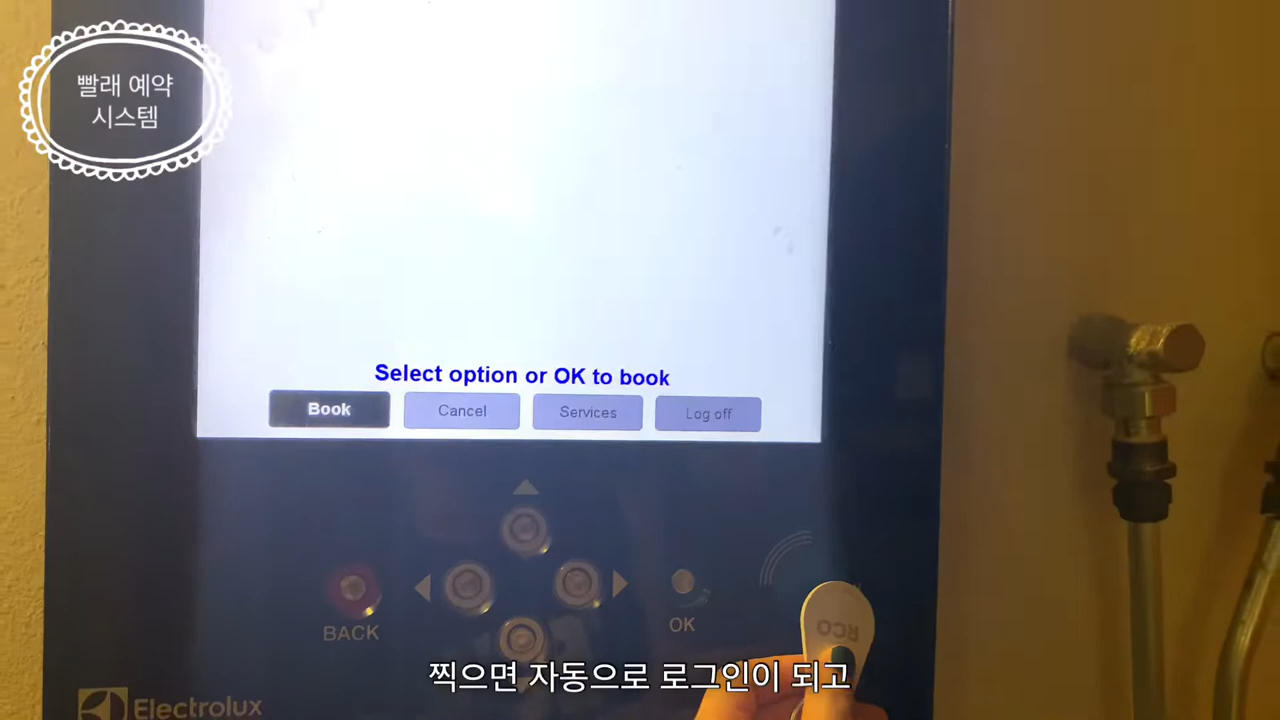 빨래 예약
시스템
Select option or OK to book
Book
Cancel
Services
Log off
BACK
OK
RCO
찍으면 자동으로 로그인이 되고
Electrolux